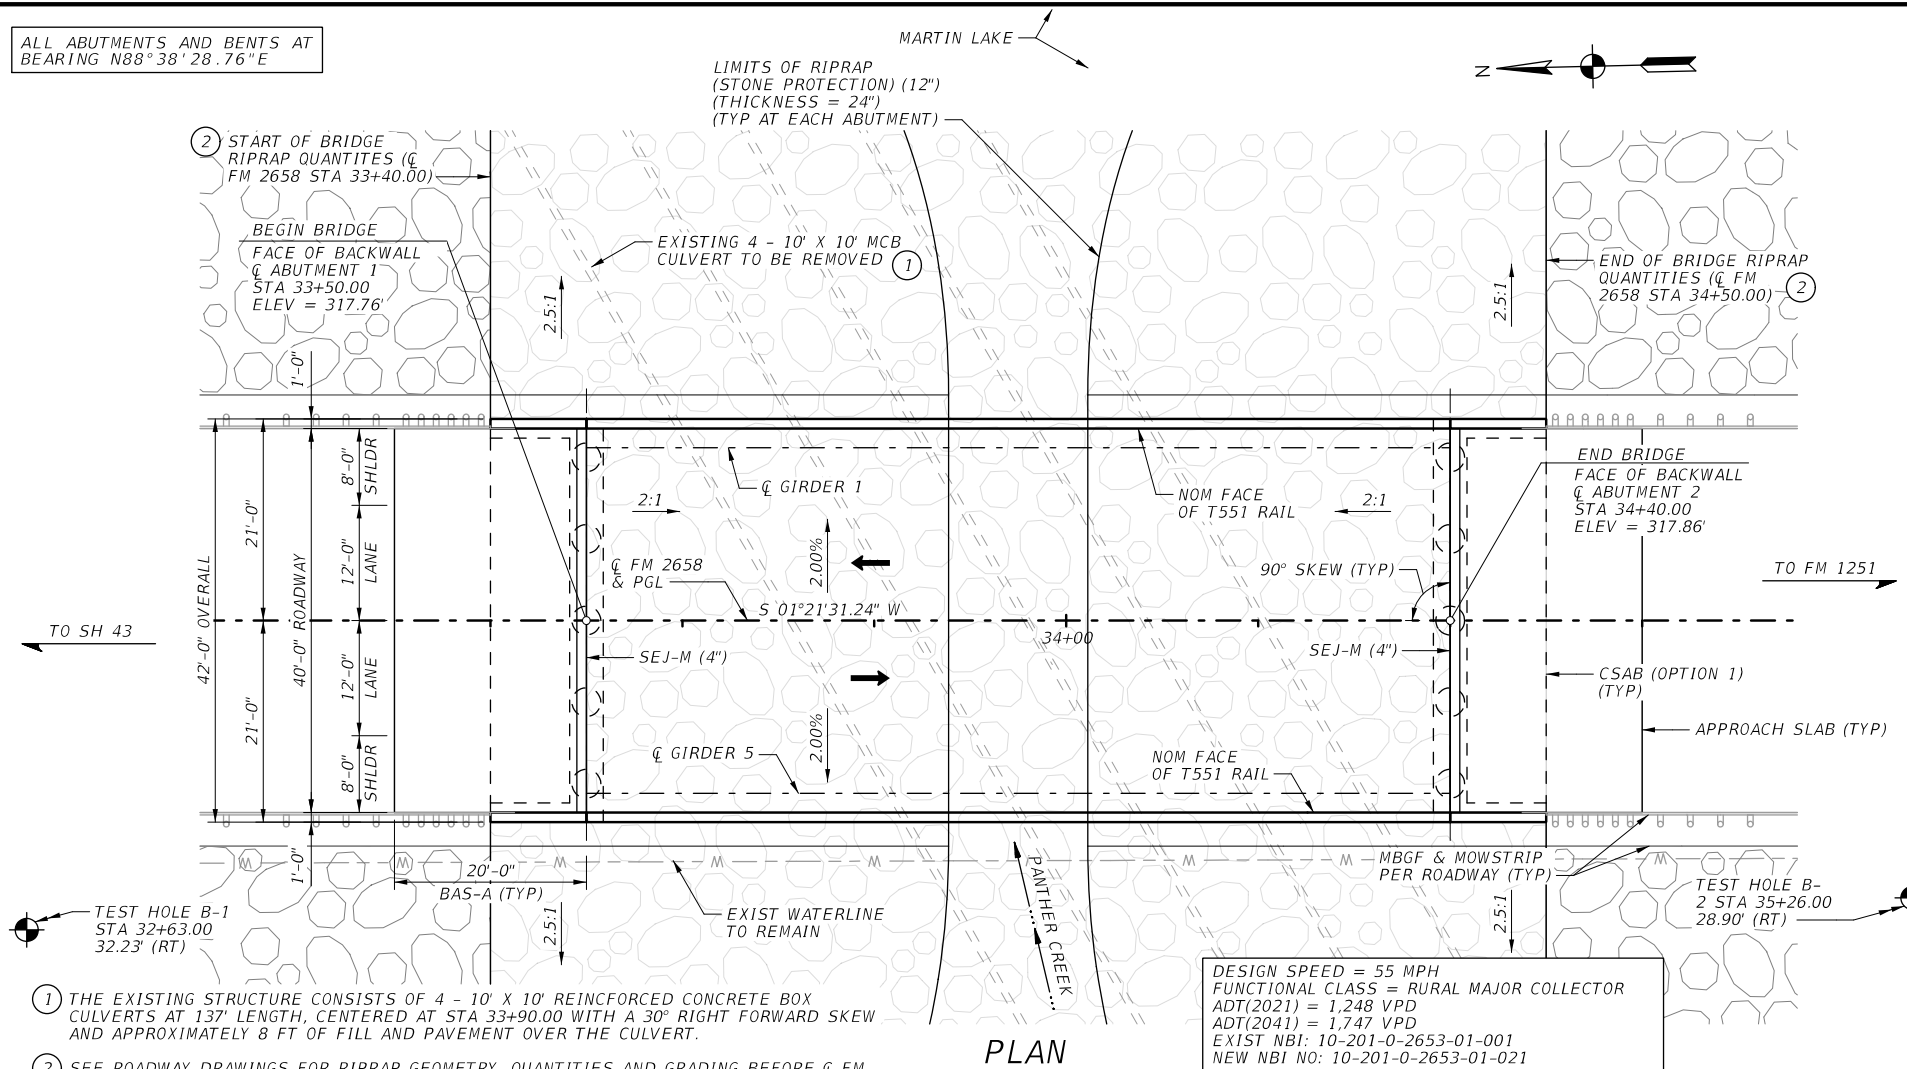 ALL ABUTMENTS AND BENTS AT
BEARING N88°38'28.76"E
MARTIN LAKE
N
LIMITS OF RIPRAP
(STONE PROTECTION) (12")
(THICKNESS = 24")
(TYP AT EACH ABUTMENT)
2
START OF BRIDGE
RIPRAP QUANTITES (℄
FM 2658 STA 33+40.00)
BEGIN BRIDGE
FACE OF BACKWALL
℄ ABUTMENT 1
STA 33+50.00
ELEV = 317.76'
EXISTING 4 - 10' X 10' MCB
CULVERT TO BE REMOVED
1
2.5:1
2.5:1
END OF BRIDGE RIPRAP
QUANTITIES (℄ FM
2658 STA 34+50.00)
2
1'-0"
8'-0"
SHLDR
12'-0"
LANE
21'-0"
42'-0" OVERALL
40'-0" ROADWAY
12'-0"
LANE
21'-0"
8'-0"
SHLDR
1'-0"
℄ GIRDER 1
2:1
NOM FACE
OF T551 RAIL
2:1
END BRIDGE
FACE OF BACKWALL
℄ ABUTMENT 2
STA 34+40.00
ELEV = 317.86'
℄ FM 2658
& PGL
2.00%
S 01°21'31.24" W
90° SKEW (TYP)
TO FM 1251
TO SH 43
34+00
SEJ-M (4")
SEJ-M (4")
CSAB (OPTION 1)
(TYP)
2.00%
℄ GIRDER 5
NOM FACE
OF T551 RAIL
APPROACH SLAB (TYP)
W
W
W
W
W
W
W
20'-0"
BAS-A (TYP)
MBGF & MOWSTRIP
PER ROADWAY (TYP)
TEST HOLE B-1
STA 32+63.00
32.23' (RT)
2.5:1
EXIST WATERLINE
TO REMAIN
PANTHER CREEK
2.5:1
TEST HOLE B-
2 STA 35+26.00
28.90' (RT)
1
THE EXISTING STRUCTURE CONSISTS OF 4 - 10' X 10' REINCFORCED CONCRETE BOX
CULVERTS AT 137' LENGTH, CENTERED AT STA 33+90.00 WITH A 30° RIGHT FORWARD SKEW
AND APPROXIMATELY 8 FT OF FILL AND PAVEMENT OVER THE CULVERT.
2
SEE ROADWAY DRAWINGS FOR RIPRAP GEOMETRY, QUANTITIES AND GRADING BEFORE ℄ FM
PLAN
DESIGN SPEED = 55 MPH
FUNCTIONAL CLASS = RURAL MAJOR COLLECTOR
ADT(2021) = 1,248 VPD
ADT(2041) = 1,747 VPD
EXIST NBI: 10-201-0-2653-01-001
NEW NBI NO: 10-201-0-2653-01-021